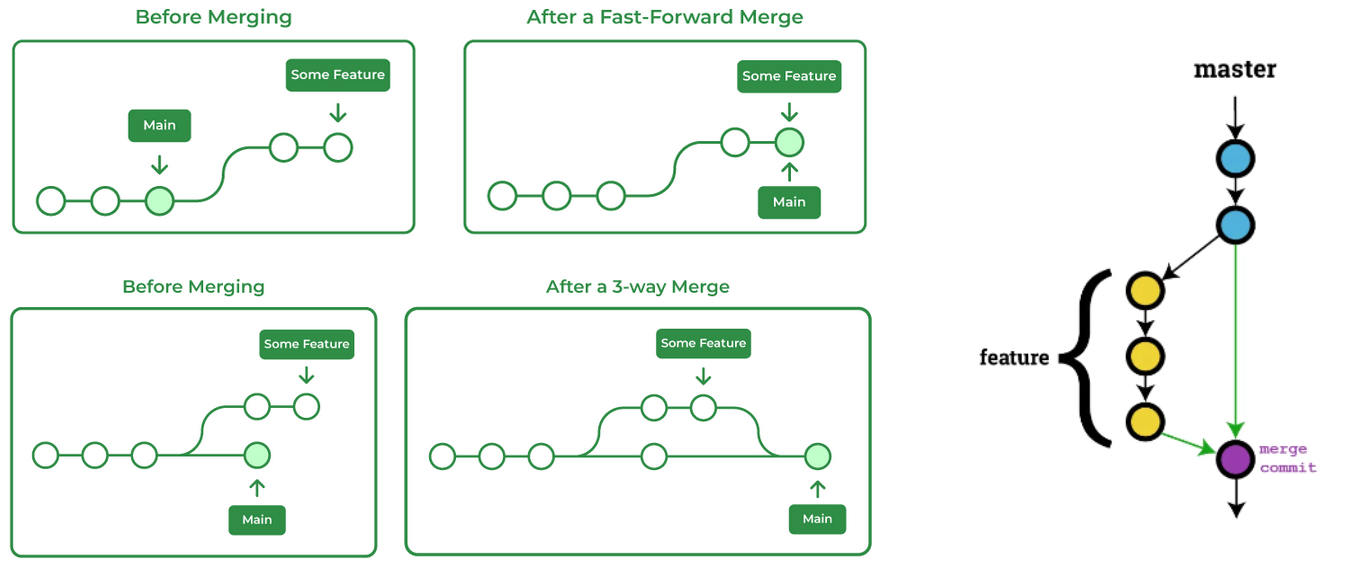 Before Merging
Some Feature
Main
After a Fast-Forward Merge
Some Feature
Main
Before Merging
Some Feature
Main
After a 3-way Merge
Some Feature
Main
master
feature
merge
commit